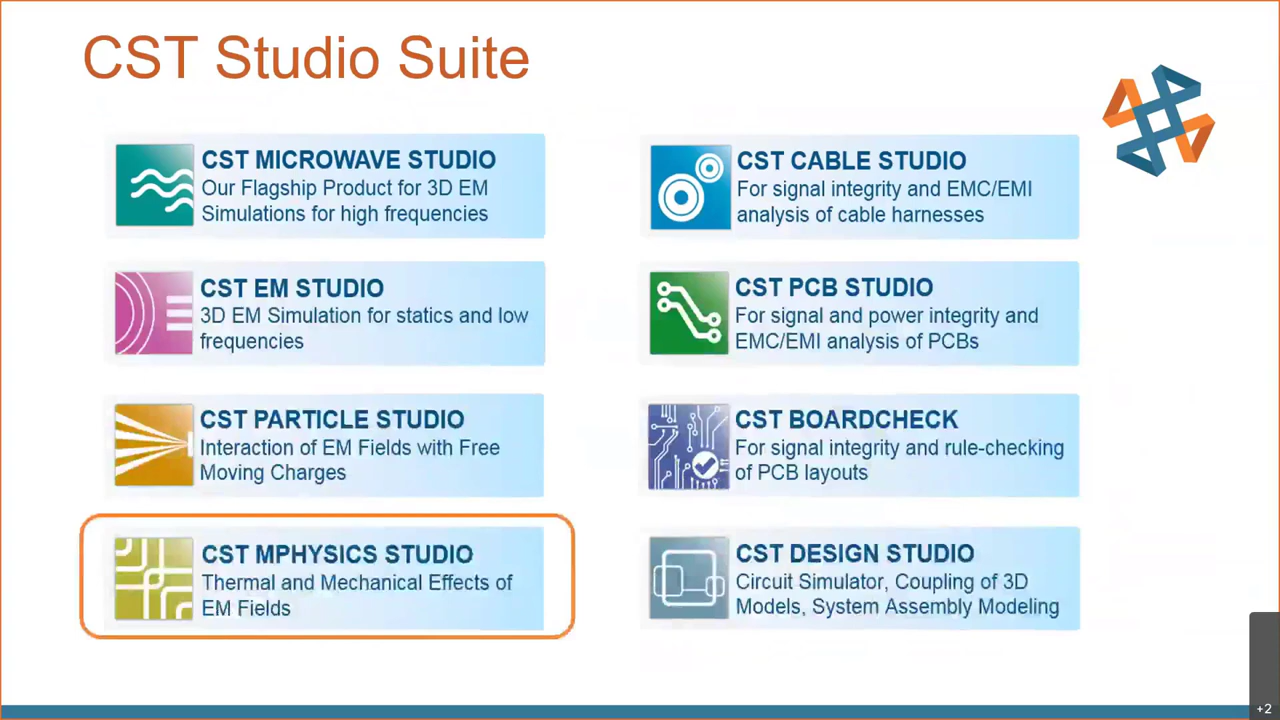 CST Studio Suite
CST MICROWAVE STUDIO
Our Flagship Product for 3D EM
Simulations for high frequencies
CST EM STUDIO
3D EM Simulation for statics and low
frequencies
CST PARTICLE STUDIO
Interaction of EM Fields with Free
Moving Charges
CST MPHYSICS STUDIO
Thermal and Mechanical Effects of
EM Fields
CST CABLE STUDIO
For signal integrity and EMC/EMI
analysis of cable harnesses
CST PCB STUDIO
For signal and power integrity and
EMC/EMI analysis of PCBs
CST BOARDCHECK
For signal integrity and rule-checking
of PCB layouts
CST DESIGN STUDIO
Circuit Simulator, Coupling of 3D
Models, System Assembly Modeling
+2